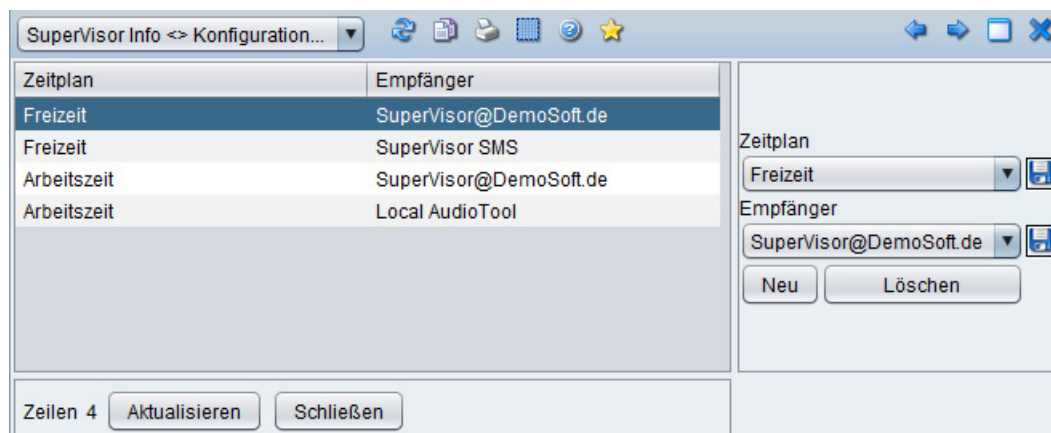 SuperVisor Info <> Konfiguration...
Zeitplan Empfänger
Freizeit SuperVisor@DemoSoft.de
Freizeit SuperVisor SMS
Arbeitszeit SuperVisor@DemoSoft.de
Arbeitszeit Local AudioTool
Zeitplan
Freizeit
Empfänger
SuperVisor@DemoSoft.de
Neu Löschen
Zeilen 4 Aktualisieren Schließen